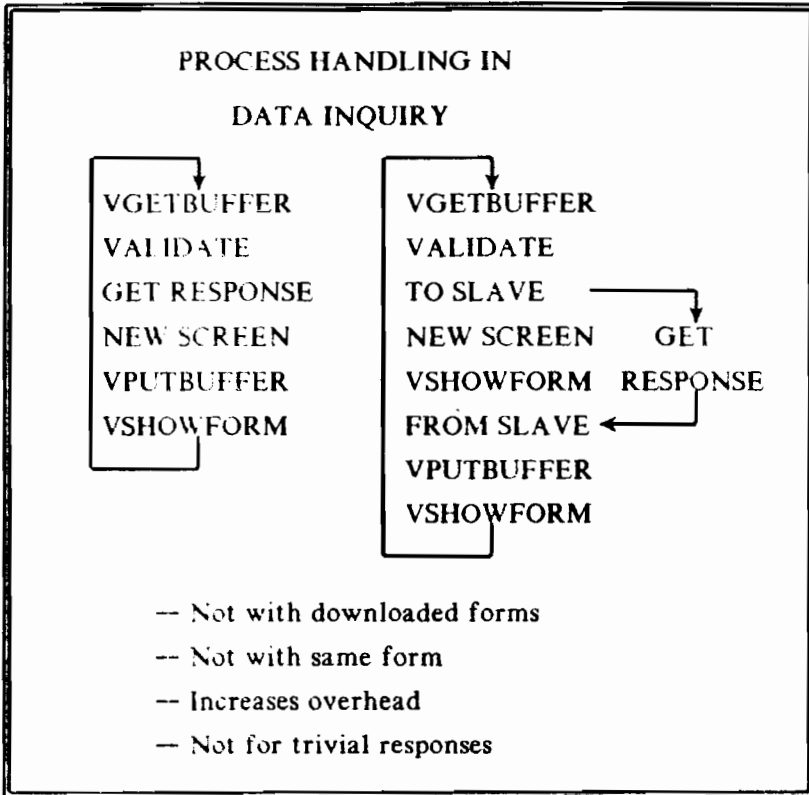 PROCESS HANDLING IN
DATA INQUIRY
VGETBUFFER
VALIDATE
GET RESPONSE
NEW SCREEN
VPUTBUFFER
VSHOWFORM
VGETBUFFER
VALIDATE
TO SLAVE
NEW SCREEN
VSHOWFORM
FROM SLAVE
VPUTBUFFER
VSHOWFORM
GET
RESPONSE
-- Not with downloaded forms
-- Not with same form
-- Increases overhead
-- Not for trivial responses